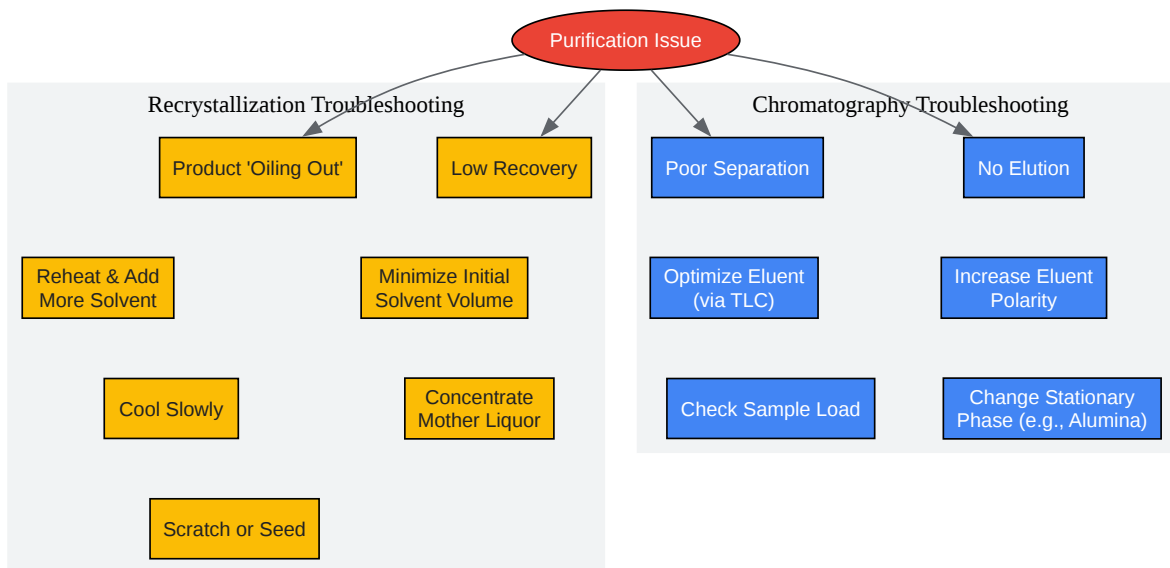 Purification Issue
Recrystallization Troubleshooting
Chromatography Troubleshooting
Product 'Oiling Out'
Low Recovery
Poor Separation
No Elution
Reheat & Add
More Solvent
Minimize Initial
Solvent Volume
Optimize Eluent
(via TLC)
Increase Eluent
Polarity
Cool Slowly
Concentrate
Mother Liquor
Check Sample Load
Change Stationary
Phase (e.g., Alumina)
Scratch or Seed